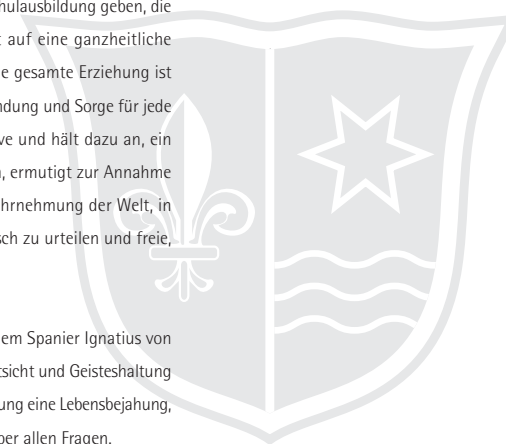 hulausbildung geben, die
auf eine ganzheitliche
e gesamte Erziehung ist
ndung und Sorge für jede
ve und hält dazu an, ein
, ermutigt zur Annahme
hrnehmung der Welt, in
sch zu urteilen und freie,
em Spanier Ignatius von
tsicht und Geisteshaltung
ung eine Lebensbejahung,
ber allen Fragen.